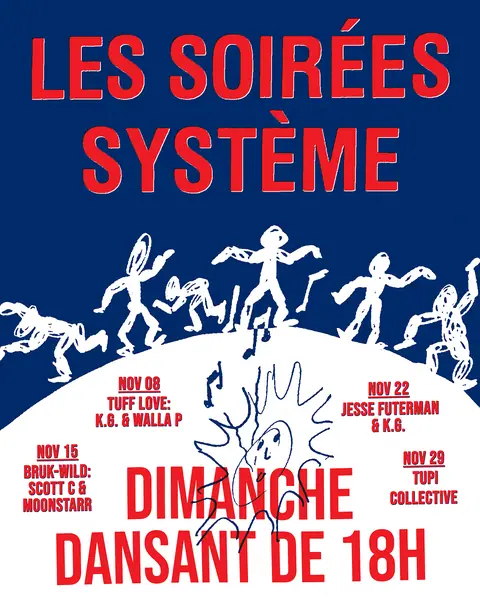 LES SOIRÉES
SYSTÈME
NOV 08
TUFF LOVE:
K.G. & WALLA P
NOV 15
BRUK-WILD:
SCOTT C &
MOONSTARR
NOV 22
JESSE FUTERMAN
& K.G.
NOV 29
TUPI
COLLECTIVE
DIMANCHE
DANSANT DE 18H